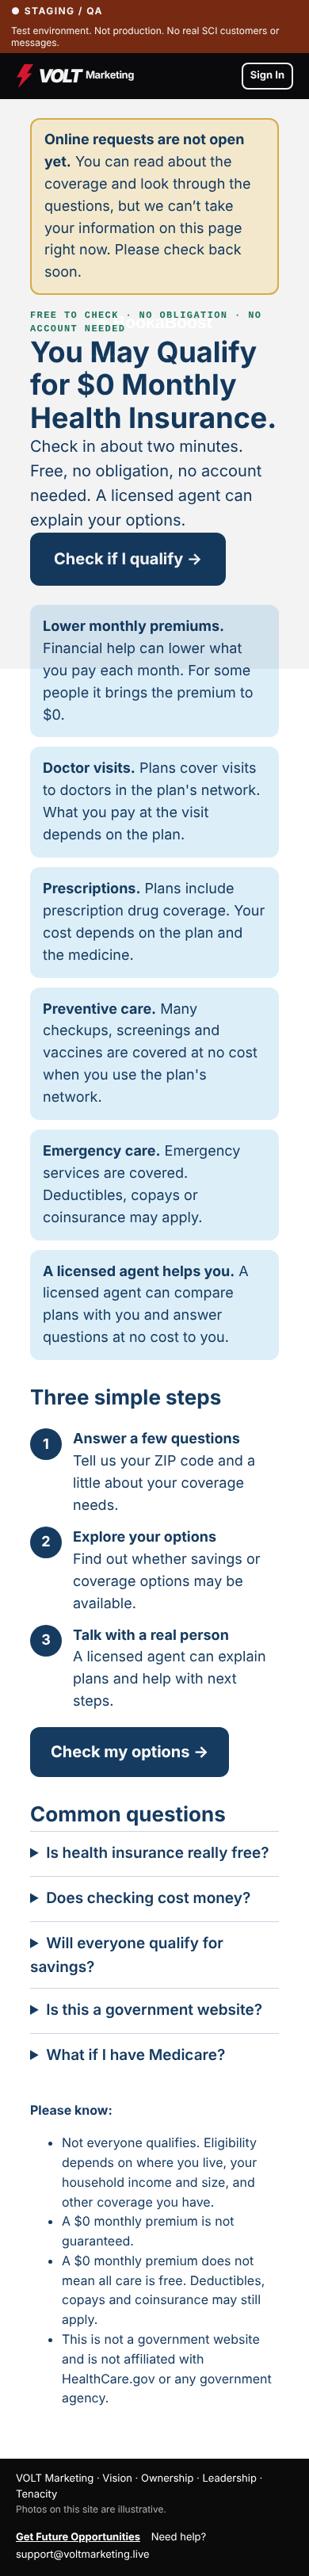 STAGING / QA
Test environment. Not production. No real SCI customers or
messages.
VOLT Marketing
Sign In
Online requests are not open
yet. You can read about the
coverage and look through the
questions, but we can’t take
your information on this page
right now. Please check back
soon.
FREE TO CHECK · NO OBLIGATION · NO
ACCOUNT NEEDED
You May Qualify
for $0 Monthly
Health Insurance.
Check in about two minutes.
Free, no obligation, no account
needed. A licensed agent can
explain your options.
Check if I qualify →
Lower monthly premiums.
Financial help can lower what
you pay each month. For some
people it brings the premium to
$0.
Doctor visits. Plans cover visits
to doctors in the plan's network.
What you pay at the visit
depends on the plan.
Prescriptions. Plans include
prescription drug coverage. Your
cost depends on the plan and
the medicine.
Preventive care. Many
checkups, screenings and
vaccines are covered at no cost
when you use the plan's
network.
Emergency care. Emergency
services are covered.
Deductibles, copays or
coinsurance may apply.
A licensed agent helps you. A
licensed agent can compare
plans with you and answer
questions at no cost to you.
Three simple steps
1 Answer a few questions
Tell us your ZIP code and a
little about your coverage
needs.
2 Explore your options
Find out whether savings or
coverage options may be
available.
3 Talk with a real person
A licensed agent can explain
plans and help with next
steps.
Check my options →
Common questions
Is health insurance really free?
Does checking cost money?
Will everyone qualify for
savings?
Is this a government website?
What if I have Medicare?
Please know:
• Not everyone qualifies. Eligibility
depends on where you live, your
household income and size, and
other coverage you have.
• A $0 monthly premium is not
guaranteed.
• A $0 monthly premium does not
mean all care is free. Deductibles,
copays and coinsurance may still
apply.
• This is not a government website
and is not affiliated with
HealthCare.gov or any government
agency.
VOLT Marketing · Vision · Ownership · Leadership ·
Tenacity
Photos on this site are illustrative.
Get Future Opportunities Need help?
support@voltmarketing.live